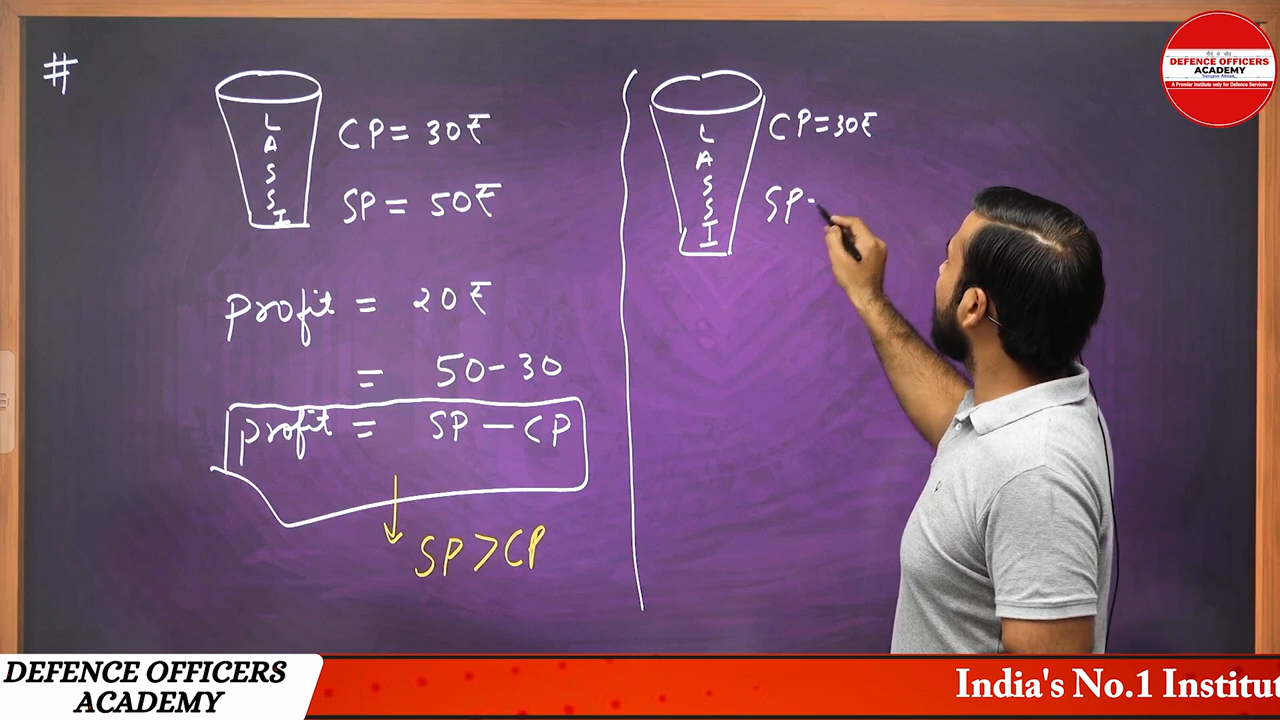 #
LASSI
CP = 30₹
SP = 50₹
Profit = 20₹
= 50 - 30
Profit = SP - CP
SP > CP
LASSI
CP = 30₹
SP -
DEFENCE OFFICERS
ACADEMY
A Premier Institute only for Defence Services
DEFENCE OFFICERS
ACADEMY
India's No.1 Institut